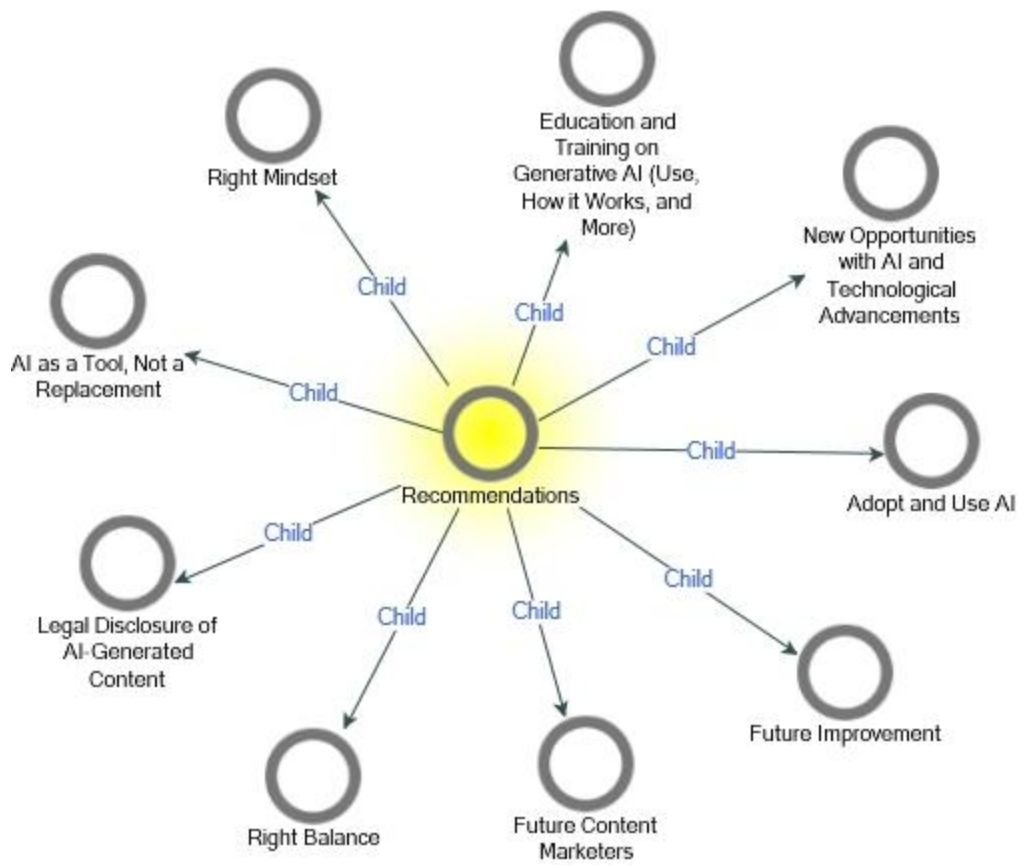 Education and
Training on
Generative AI (Use,
How it Works, and
More)
Right Mindset
New Opportunities
with AI and
Technological
Advancements
Child
Child
Child
AI as a Tool, Not a
Replacement
Child
Child
Adopt and Use AI
Recommendations
Child
Child
Child
Child
Legal Disclosure of
AI-Generated
Content
Future Improvement
Right Balance
Future Content
Marketers